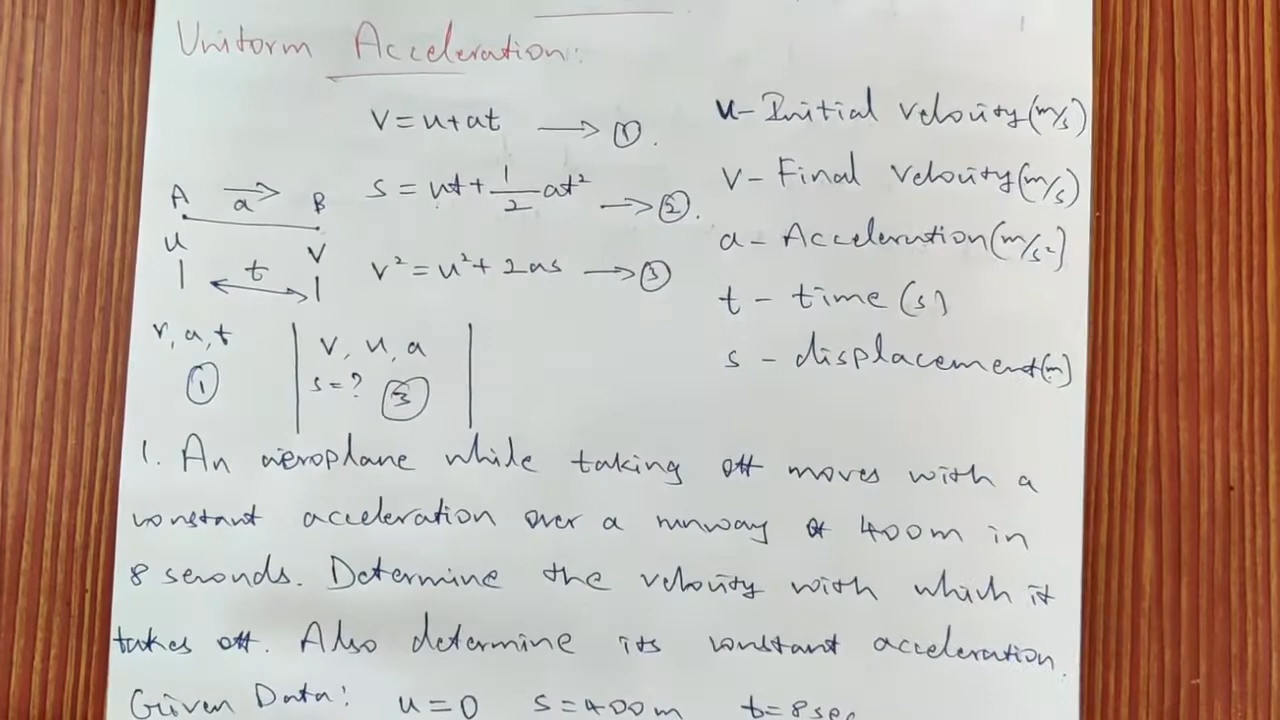 Uniform Acceleration:
v = u + at → ①.
s = ut + 1/2 at² → ②.
v² = u² + 2as → ③
u - Initial velocity (m/s)
v - Final velocity (m/s)
a - Acceleration (m/s²)
t - time (s)
s - displacement (m)
A a → B
u v
t
v, u, t
①
v, u, a
s = ? ③
1. An aeroplane while taking off moves with a
constant acceleration over a runway of 400m in
8 seconds. Determine the velocity with which it
takes off. Also determine its constant acceleration.
Given Data: u = 0 s = 400m t = 8sec